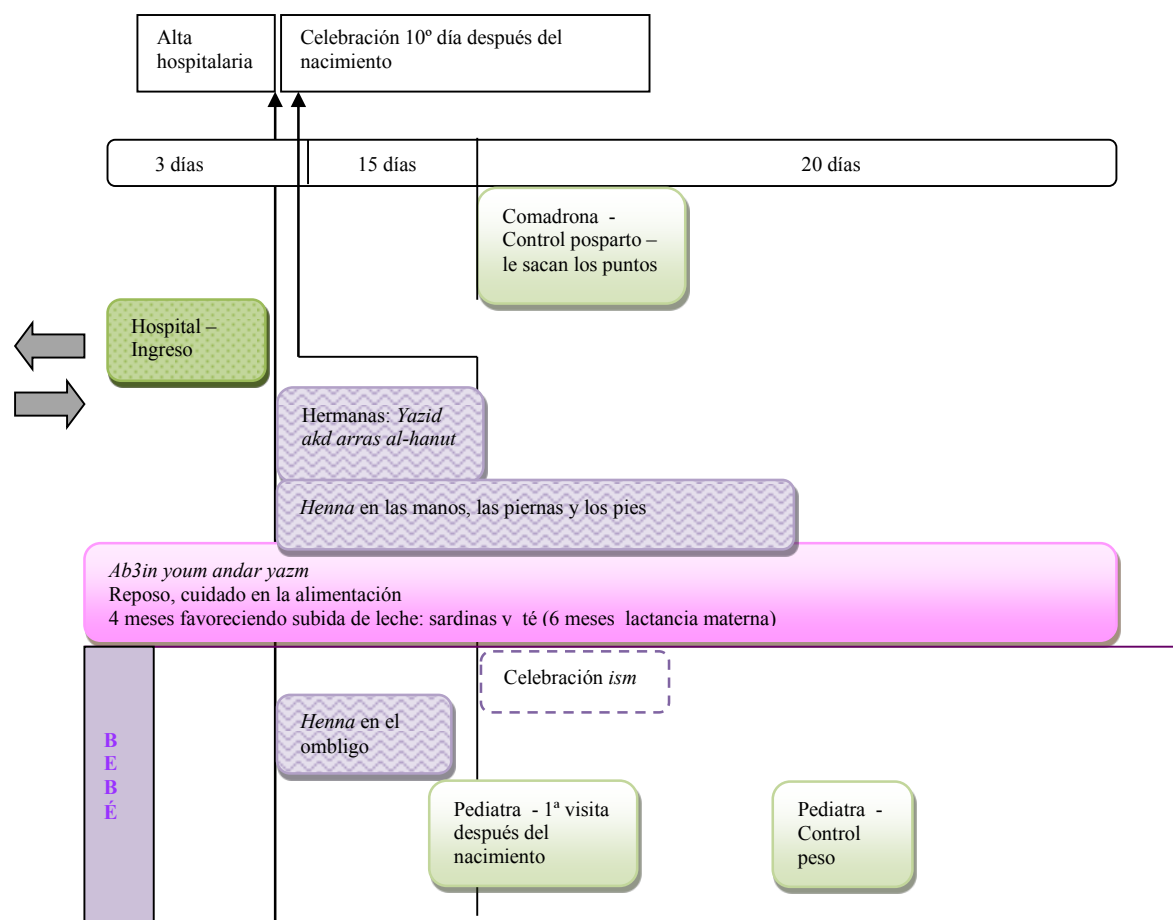 Alta
hospitalaria
Celebración 10º día después del
nacimiento
3 días
15 días
20 días
Comadrona -
Control posparto –
le sacan los puntos
Hospital –
Ingreso
Hermanas: Yazid
akd arras al-hanut
Henna en las manos, las piernas y los pies
Ab3in youm andar yazm
Reposo, cuidado en la alimentación
4 meses favoreciendo subida de leche: sardinas y té (6 meses lactancia materna)
Celebración ism
Henna en el
ombligo
B
E
B
É
Pediatra - 1ª visita
después del
nacimiento
Pediatra -
Control
peso